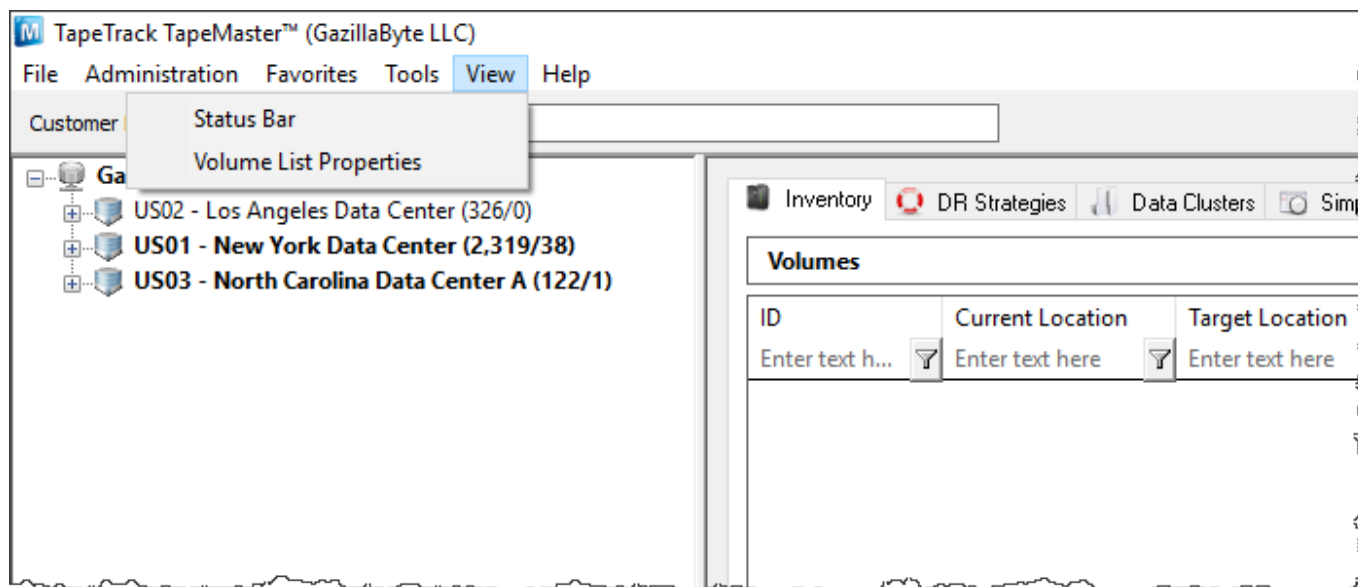 TapeTrack TapeMaster™ (GazillaByte LLC)
File Administration Favorites Tools View Help
Customer
Status Bar
Volume List Properties
Ga
US02 - Los Angeles Data Center (326/0)
US01 - New York Data Center (2,319/38)
US03 - North Carolina Data Center A (122/1)
Inventory DR Strategies Data Clusters Simp
Volumes
ID Current Location Target Location
Enter text h... Enter text here Enter text here